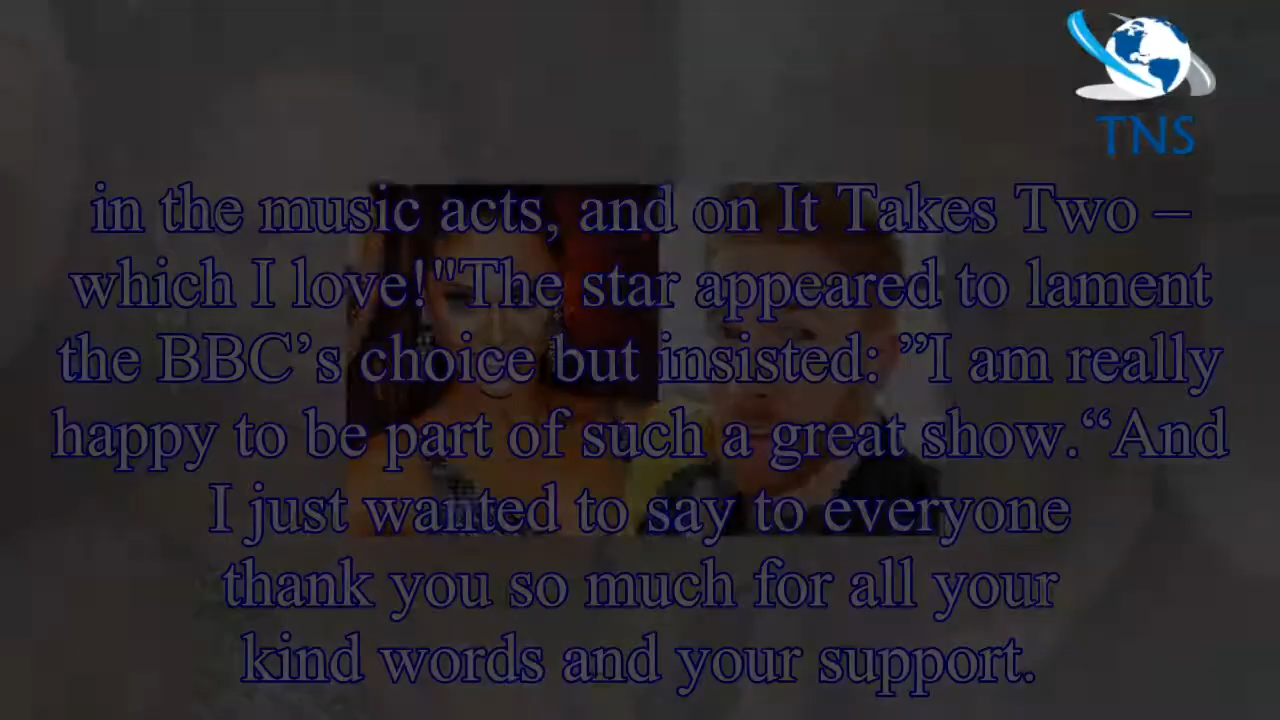 TNS
in the music acts, and on It Takes Two –
which I love!"The star appeared to lament
the BBC’s choice but insisted: ”I am really
happy to be part of such a great show.“And
I just wanted to say to everyone
thank you so much for all your
kind words and your support.